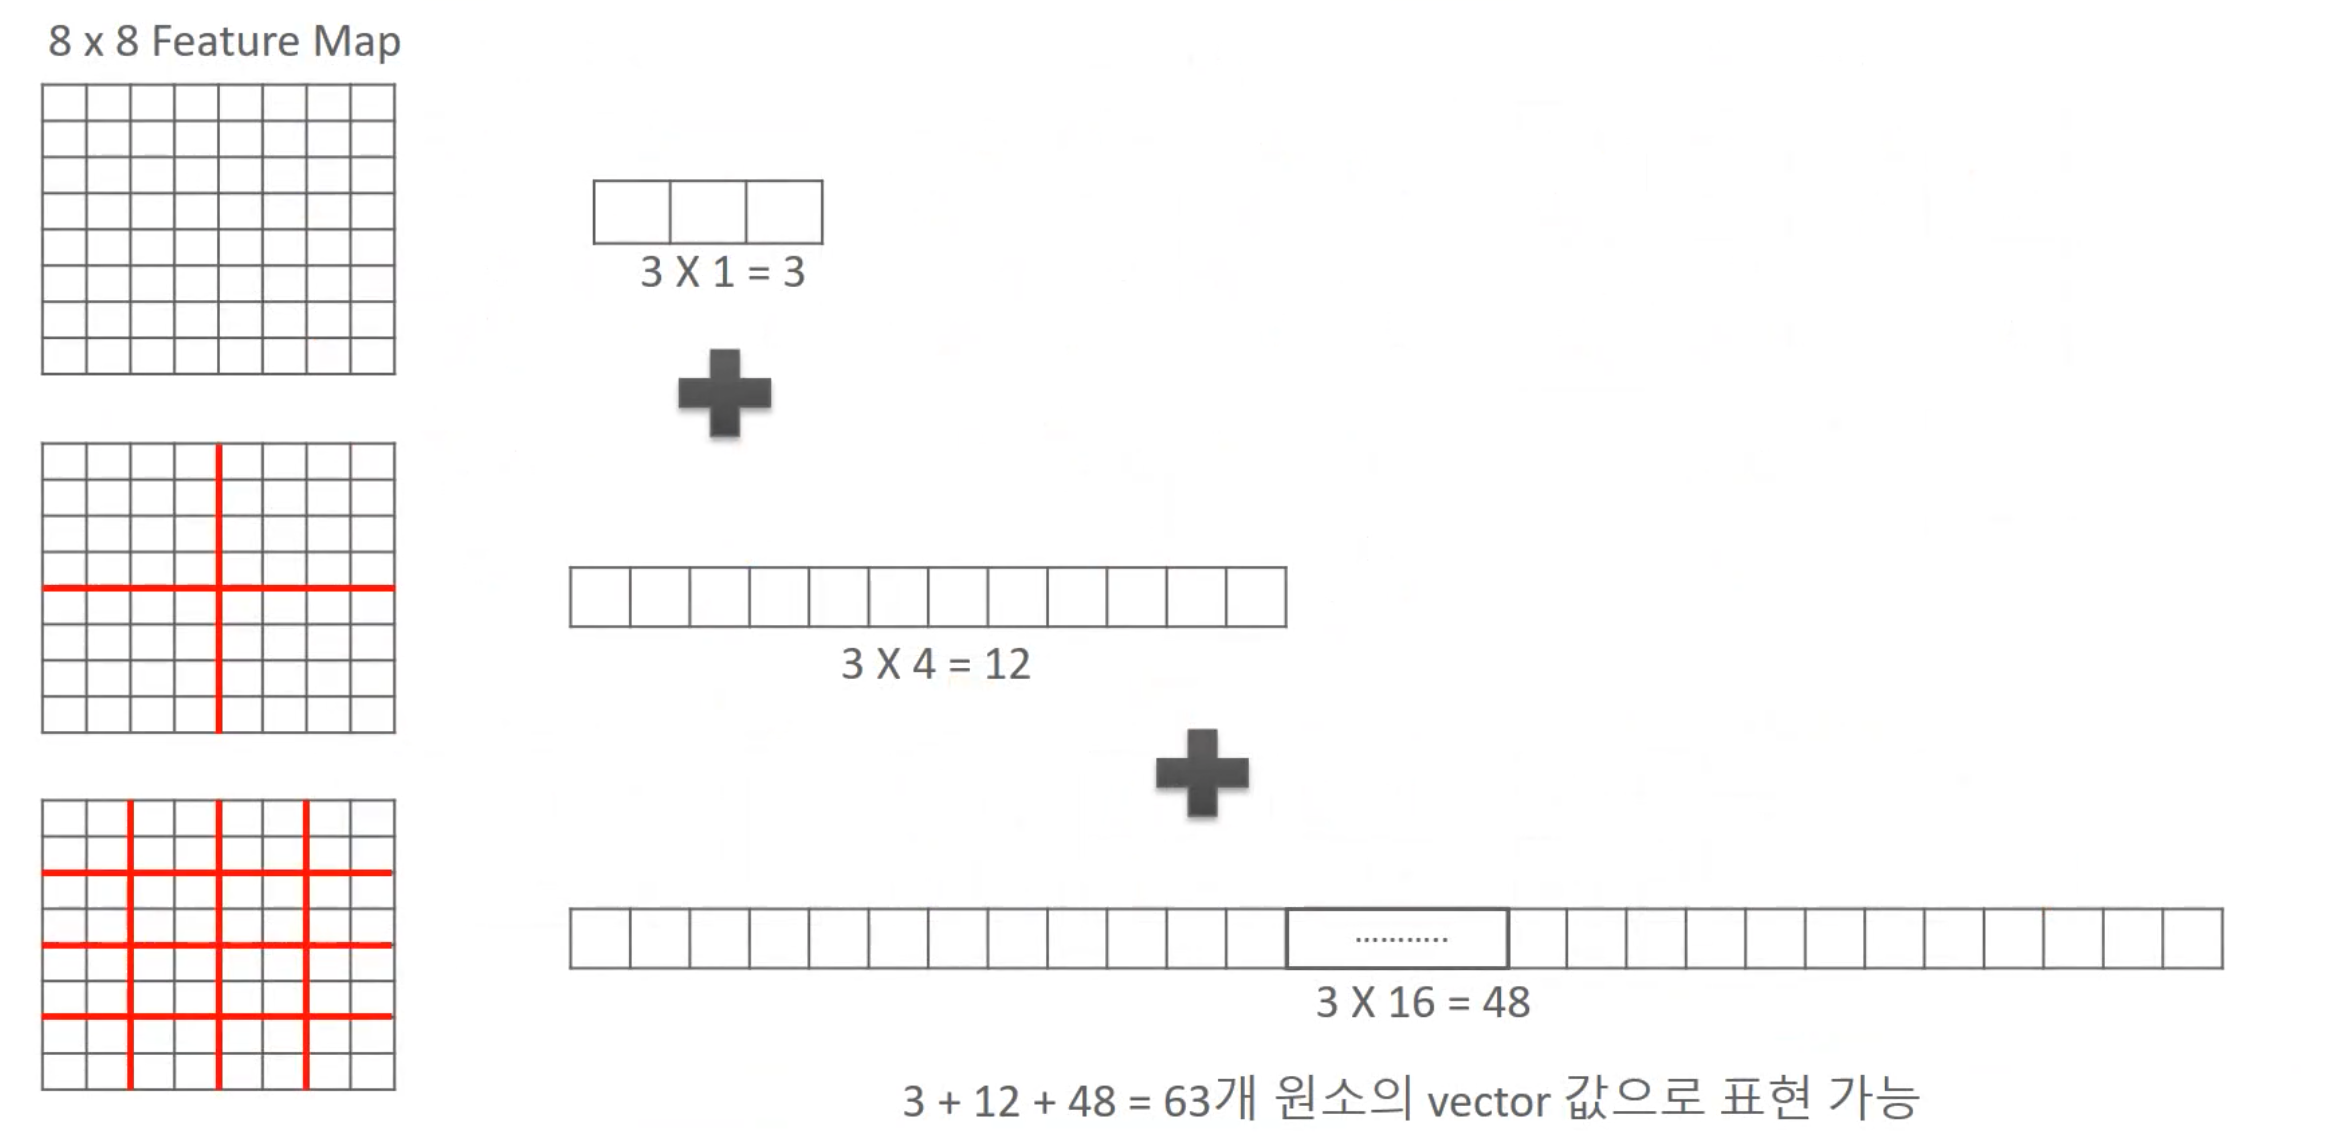 8 x 8 Feature Map
3 X 1 = 3
3 X 4 = 12
...........
3 X 16 = 48
3 + 12 + 48 = 63개 원소의 vector 값으로 표현 가능